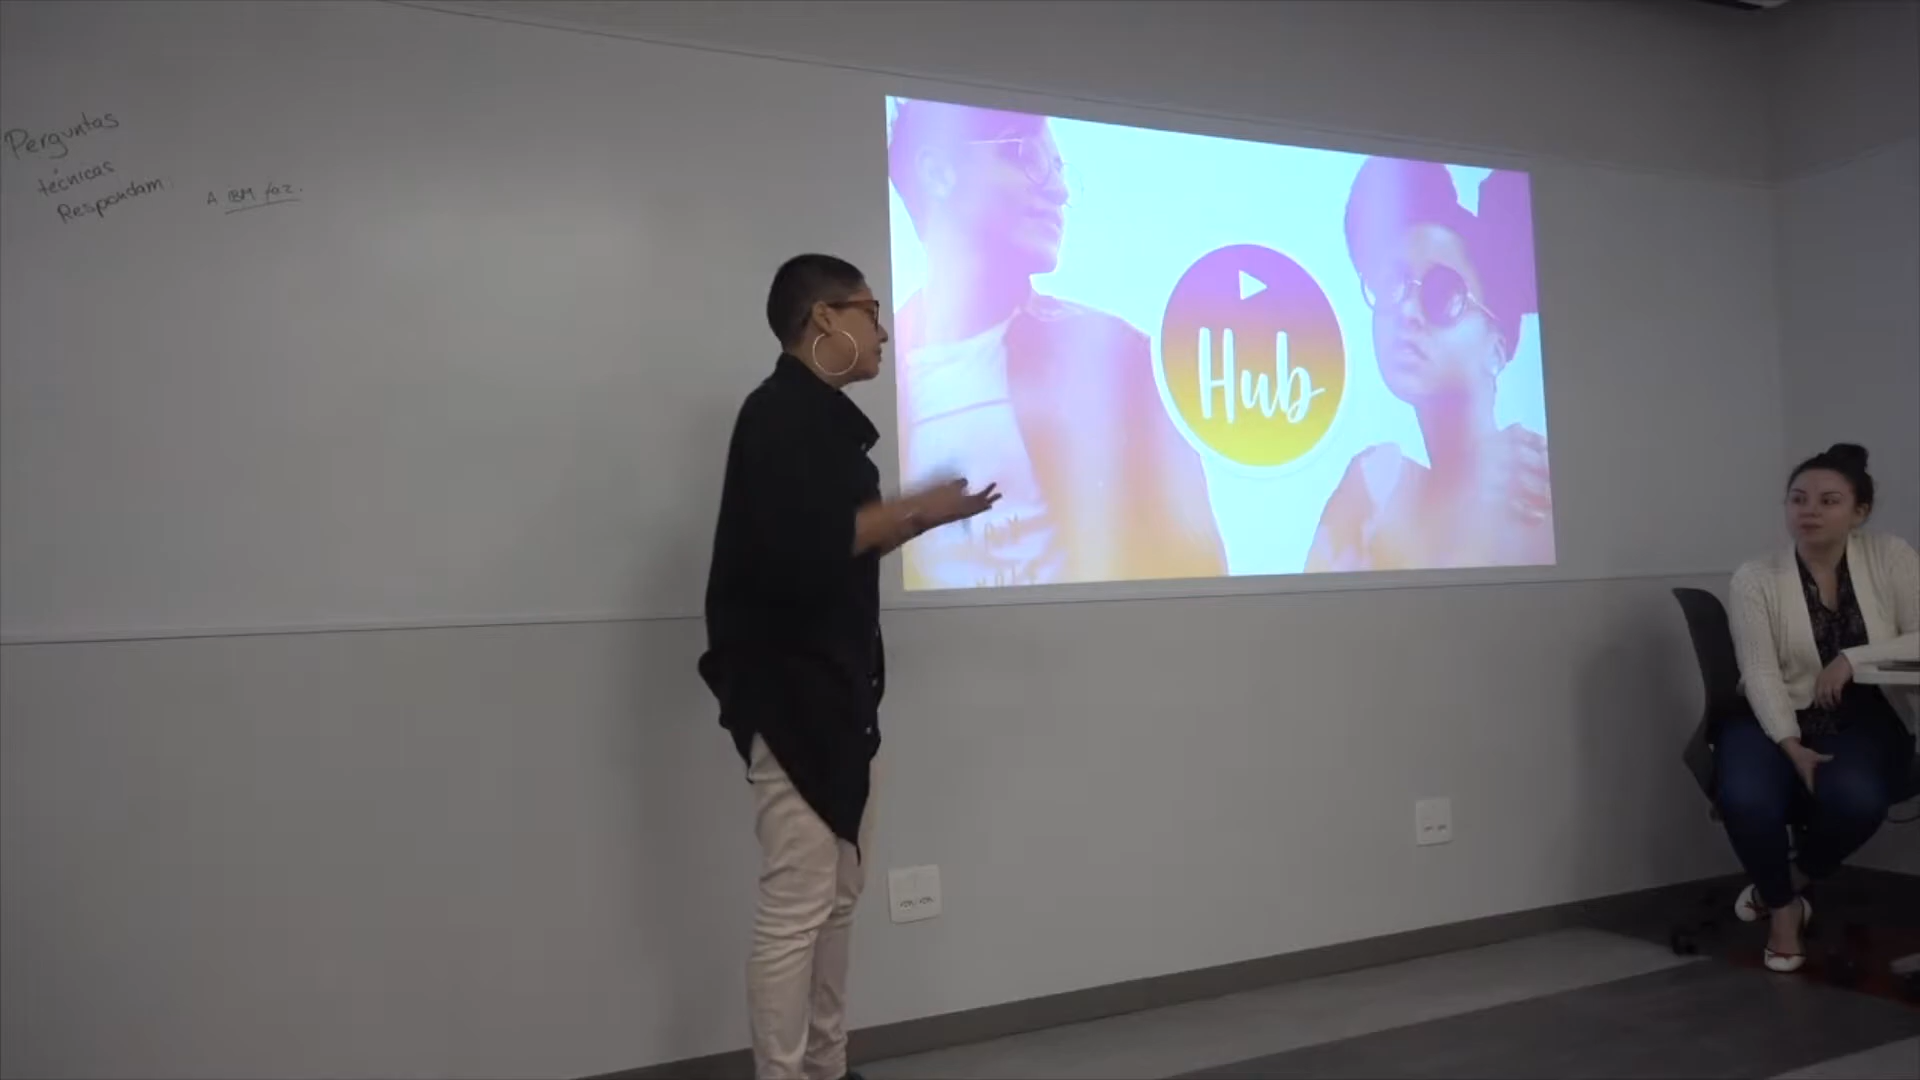 Perguntas
técnicas
Respondam:
A IBM faz.
Hub